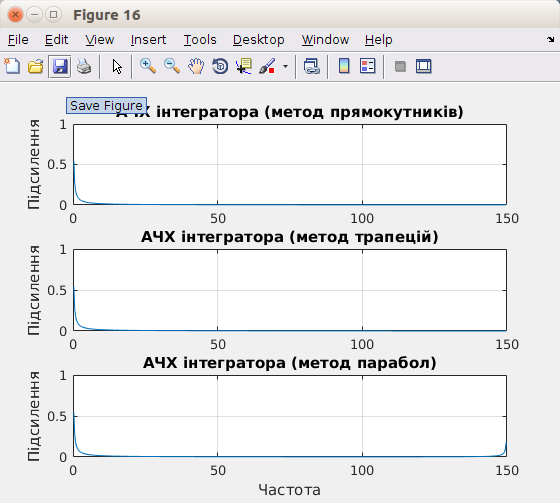 Figure 16
File Edit View Insert Tools Desktop Window Help
Save Figure
АЧХ інтегратора (метод прямокутників)
Підсилення
1
0.5
0
0 50 100 150
АЧХ інтегратора (метод трапецій)
Підсилення
1
0.5
0
0 50 100 150
АЧХ інтегратора (метод парабол)
Підсилення
1
0.5
0
0 50 100 150
Частота